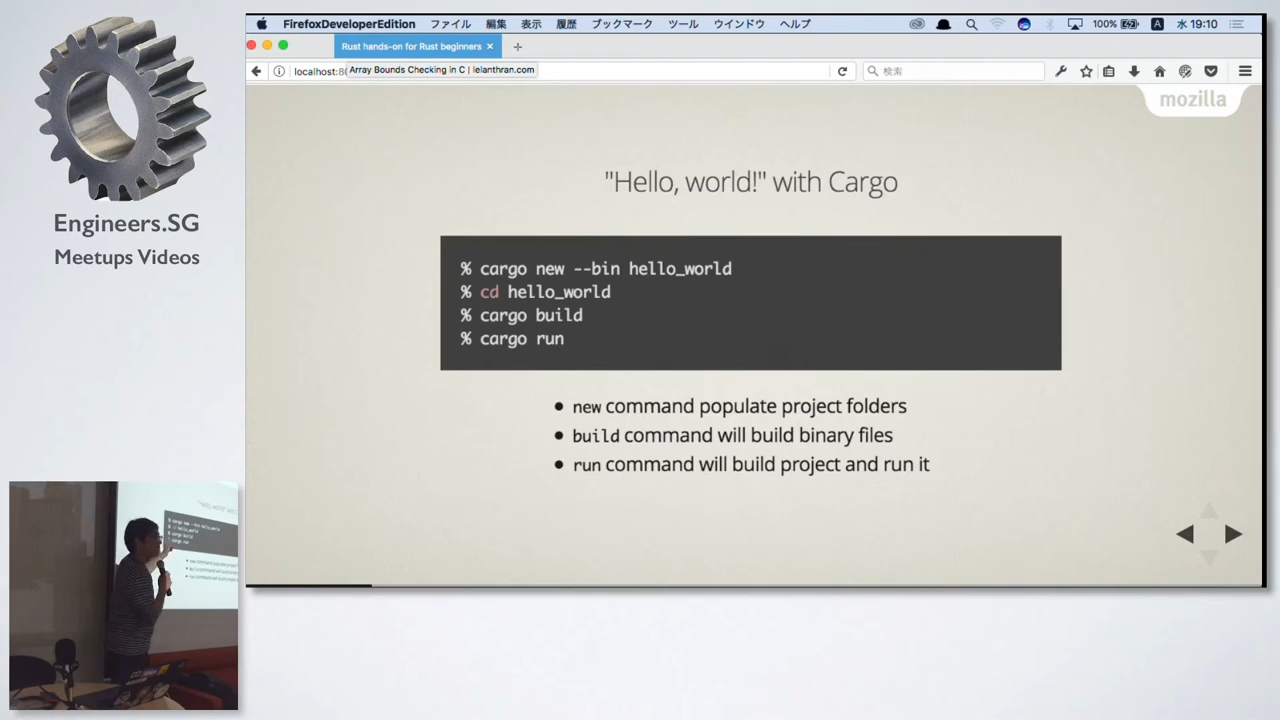 Engineers.SG
Meetups Videos
FirefoxDeveloperEdition ファイル 編集 表示 履歴 ブックマーク ツール ウインドウ ヘルプ 100% A 水 19:10
Rust hands-on for Rust beginners
localhost:80
Array Bounds Checking in C | lelanthran.com
検索
mozilla
"Hello, world!" with Cargo
% cargo new --bin hello_world
% cd hello_world
% cargo build
% cargo run
new command populate project folders
build command will build binary files
run command will build project and run it